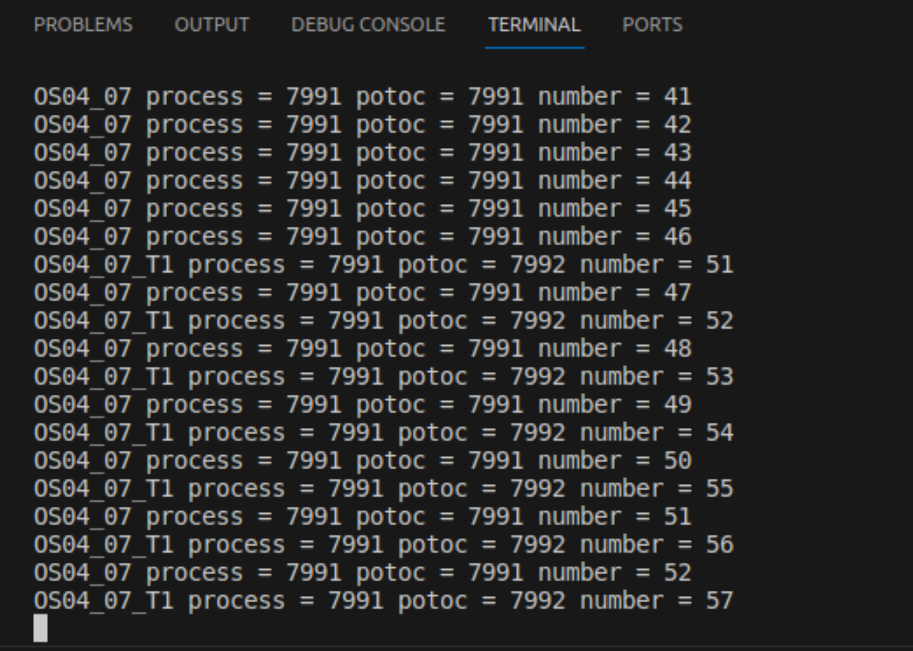 PROBLEMS OUTPUT DEBUG CONSOLE TERMINAL PORTS
OS04_07 process = 7991 potoc = 7991 number = 41
OS04_07 process = 7991 potoc = 7991 number = 42
OS04_07 process = 7991 potoc = 7991 number = 43
OS04_07 process = 7991 potoc = 7991 number = 44
OS04_07 process = 7991 potoc = 7991 number = 45
OS04_07 process = 7991 potoc = 7991 number = 46
OS04_07_T1 process = 7991 potoc = 7992 number = 51
OS04_07 process = 7991 potoc = 7991 number = 47
OS04_07_T1 process = 7991 potoc = 7992 number = 52
OS04_07 process = 7991 potoc = 7991 number = 48
OS04_07_T1 process = 7991 potoc = 7992 number = 53
OS04_07 process = 7991 potoc = 7991 number = 49
OS04_07_T1 process = 7991 potoc = 7992 number = 54
OS04_07 process = 7991 potoc = 7991 number = 50
OS04_07_T1 process = 7991 potoc = 7992 number = 55
OS04_07 process = 7991 potoc = 7991 number = 51
OS04_07_T1 process = 7991 potoc = 7992 number = 56
OS04_07 process = 7991 potoc = 7991 number = 52
OS04_07_T1 process = 7991 potoc = 7992 number = 57